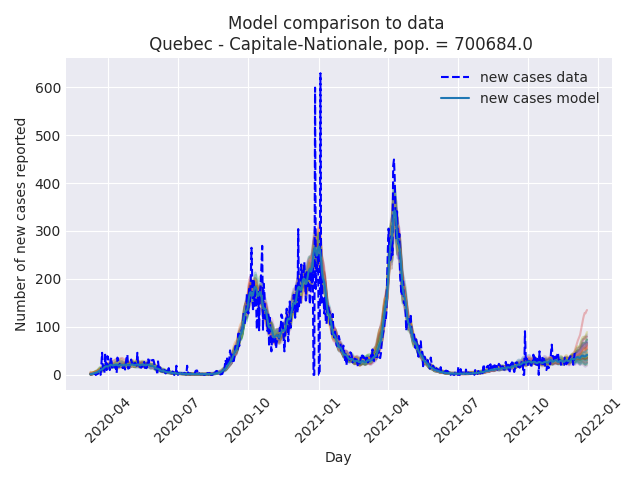 Model comparison to data
Quebec - Capitale-Nationale, pop. = 700684.0
new cases data
new cases model
Number of new cases reported
600
500
400
300
200
100
0
2020-04
2020-07
2020-10
2021-01
2021-04
2021-07
2021-10
2022-01
Day